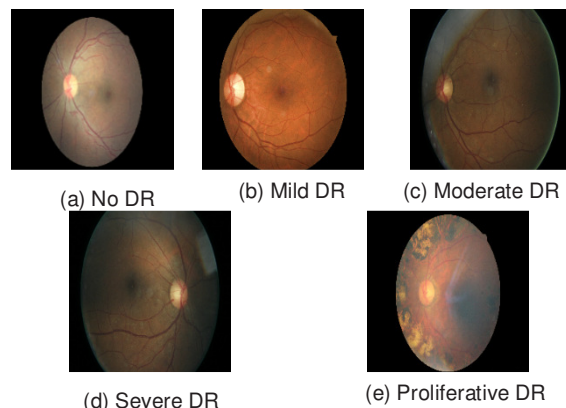 (a) No DR
(b) Mild DR
(c) Moderate DR
(d) Severe DR
(e) Proliferative DR